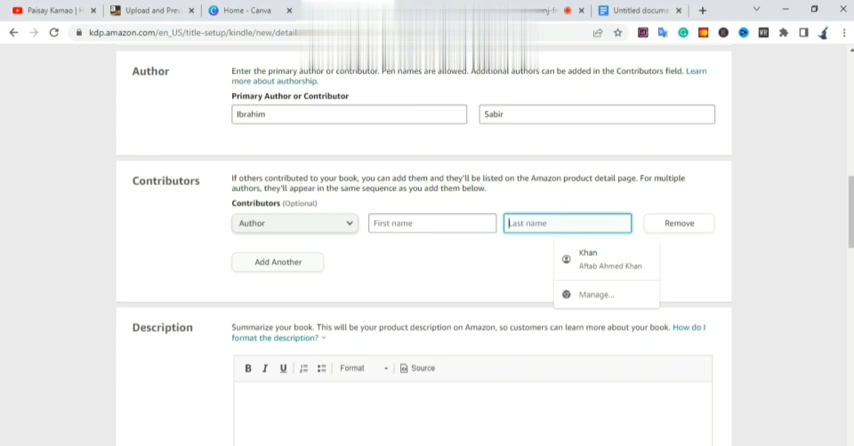 Paisay Kamao | H
Upload and Prev
Home - Canva
Untitled docume
kdp.amazon.com/en_US/title-setup/kindle/new/detail
Author
Enter the primary author or contributor. Pen names are allowed. Additional authors can be added in the Contributors field. Learn
more about authorship.
Primary Author or Contributor
Ibrahim
Sabir
Contributors
If others contributed to your book, you can add them and they'll be listed on the Amazon product detail page. For multiple
authors, they'll appear in the same sequence as you add them below.
Contributors (Optional)
Author
First name
Last name
Remove
Khan
Aftab Ahmed Khan
Add Another
Manage...
Description
Summarize your book. This will be your product description on Amazon, so customers can learn more about your book. How do I
format the description?
B I U Format Source